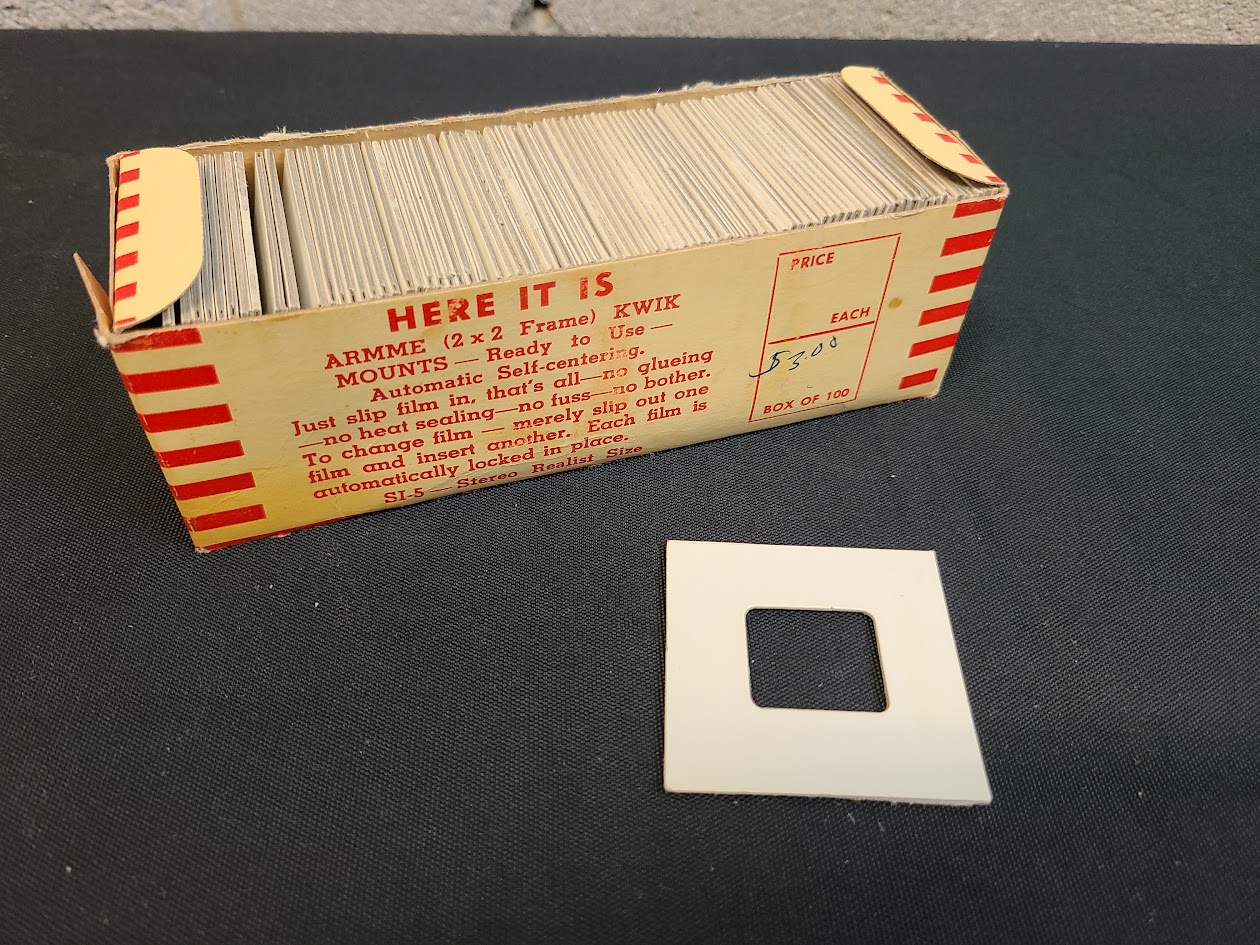 HERE IT IS
ARMME (2 x 2 Frame) KWIK
MOUNTS — Ready to Use —
Automatic Self-centering.
Just slip film in, that's all—no glueing
—no heat sealing—no fuss—no bother.
To change film — merely slip out one
film and insert another. Each film is
automatically locked in place.
SI-5 — Stereo Realist Size
PRICE
EACH
$3.00
BOX OF 100